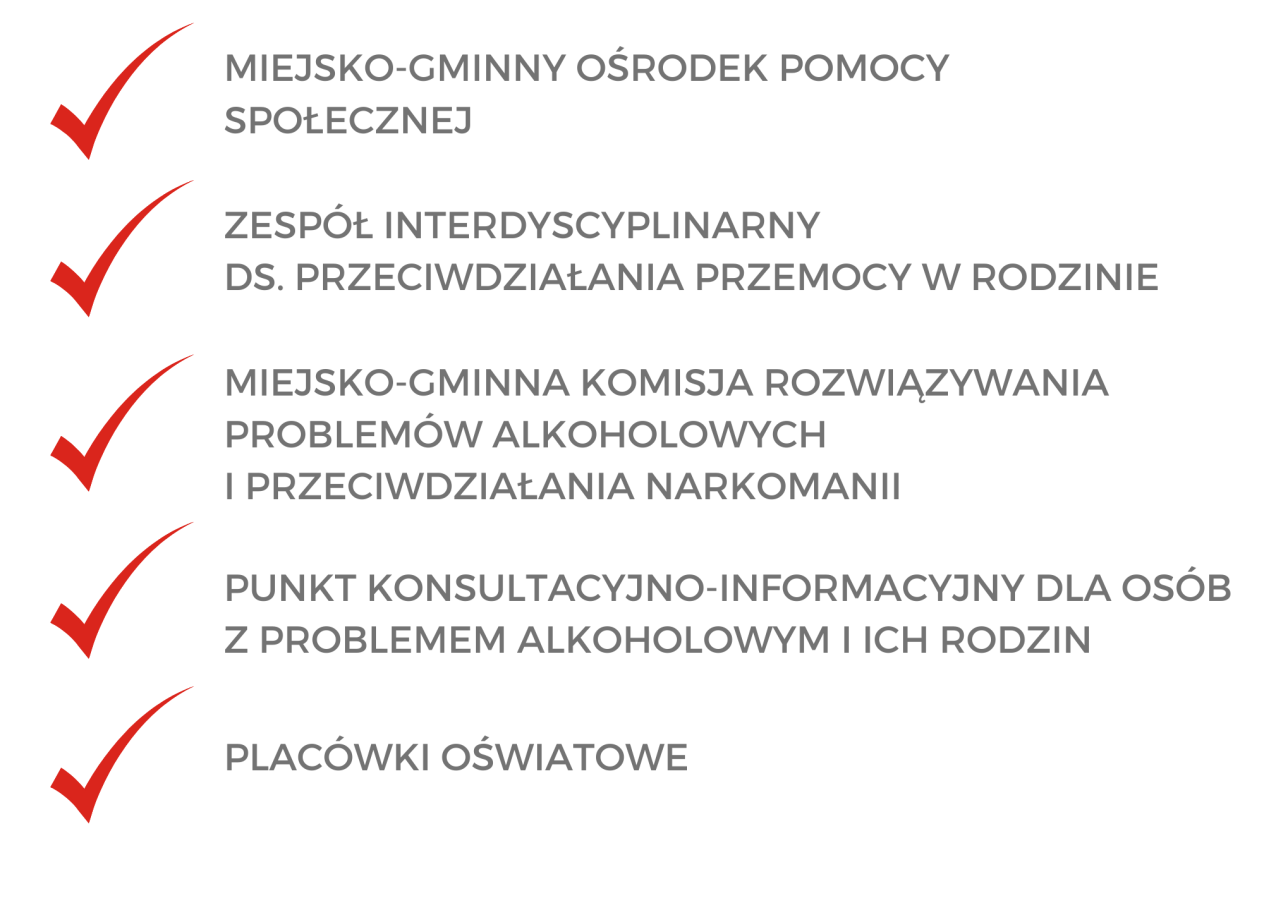 MIEJSKO-GMINNY OŚRODEK POMOCY
SPOŁECZNEJ
ZESPÓŁ INTERDYSCYPLINARNY
DS. PRZECIWDZIAŁANIA PRZEMOCY W RODZINIE
MIEJSKO-GMINNA KOMISJA ROZWIĄZYWANIA
PROBLEMÓW ALKOHOLOWYCH
I PRZECIWDZIAŁANIA NARKOMANII
PUNKT KONSULTACYJNO-INFORMACYJNY DLA OSÓB
Z PROBLEMEM ALKOHOLOWYM I ICH RODZIN
PLACÓWKI OŚWIATOWE